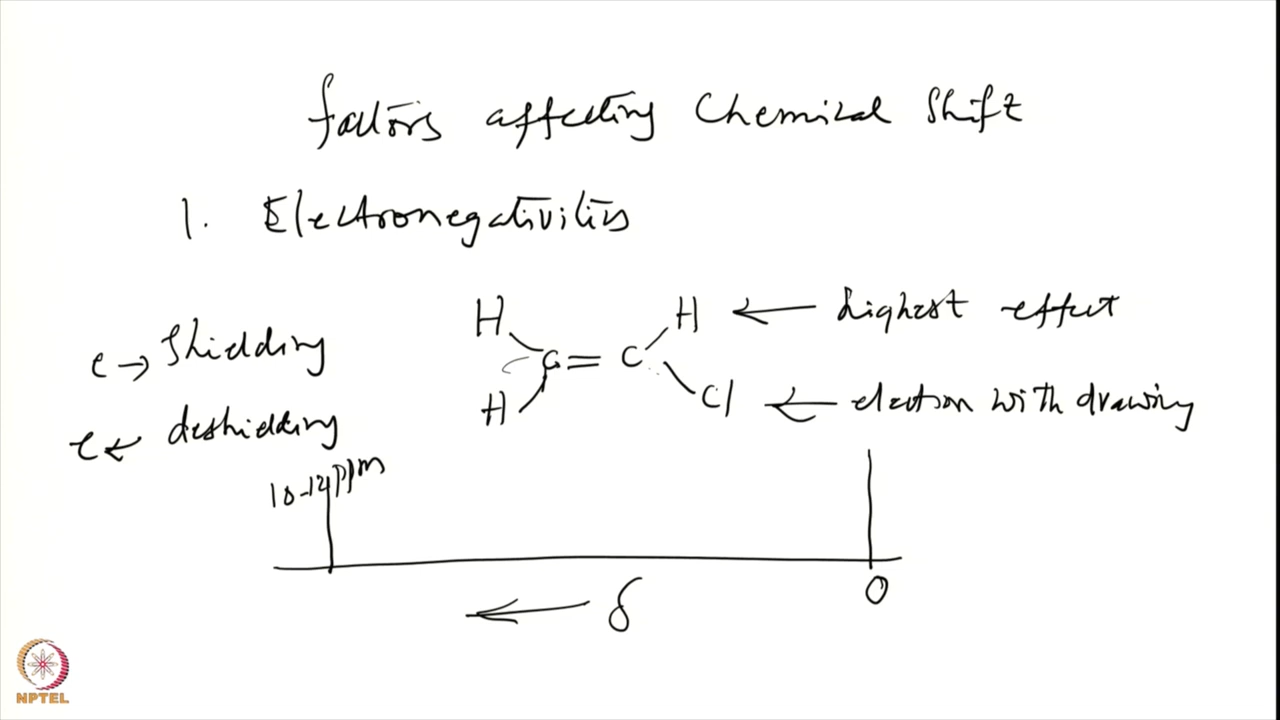 factors affecting Chemical Shift
1. Electronegativities
H H ← highest effect
e → Shielding
C = C
H Cl ← electron withdrawing
e ← deshielding
10-12 ppm
0
← δ
NPTEL